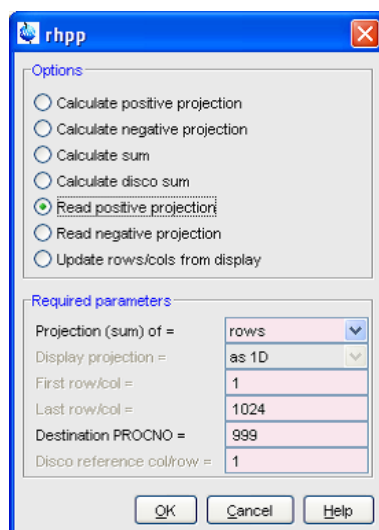 rhpp
Options
Calculate positive projection
Calculate negative projection
Calculate sum
Calculate disco sum
Read positive projection
Read negative projection
Update rows/cols from display
Required parameters
Projection (sum) of = rows
Display projection = as 1D
First row/col = 1
Last row/col = 1024
Destination PROCNO = 999
Disco reference col/row = 1
OK Cancel Help